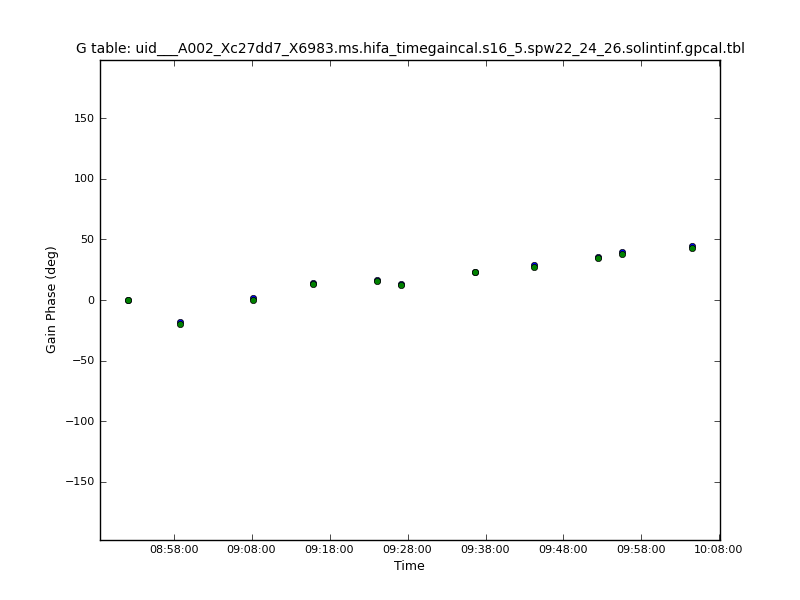 G table: uid___A002_Xc27dd7_X6983.ms.hifa_timegaincal.s16_5.spw22_24_26.solintinf.gpcal.tbl
150
100
50
0
−50
−100
−150
Gain Phase (deg)
08:58:00 09:08:00 09:18:00 09:28:00 09:38:00 09:48:00 09:58:00 10:08:00
Time